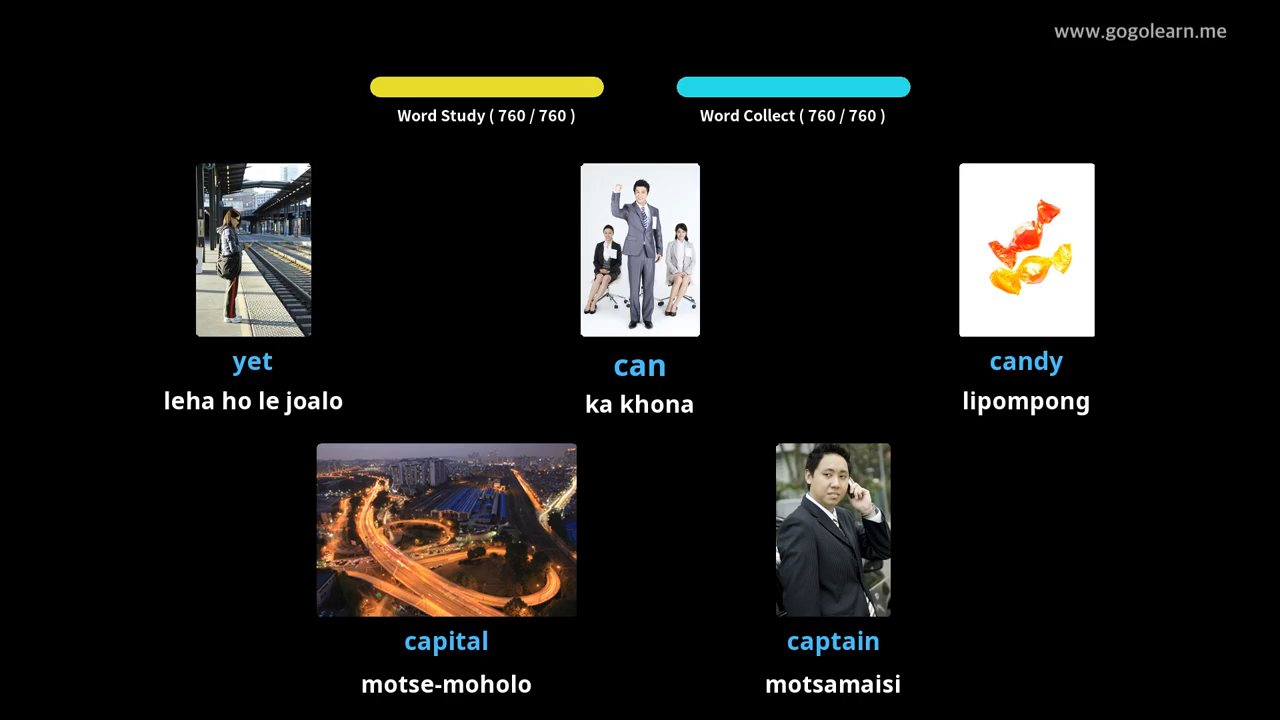 www.gogolearn.me
Word Study ( 760 / 760 )
Word Collect ( 760 / 760 )
yet
can
candy
leha ho le joalo
ka khona
lipompong
capital
captain
motse-moholo
motsamaisi